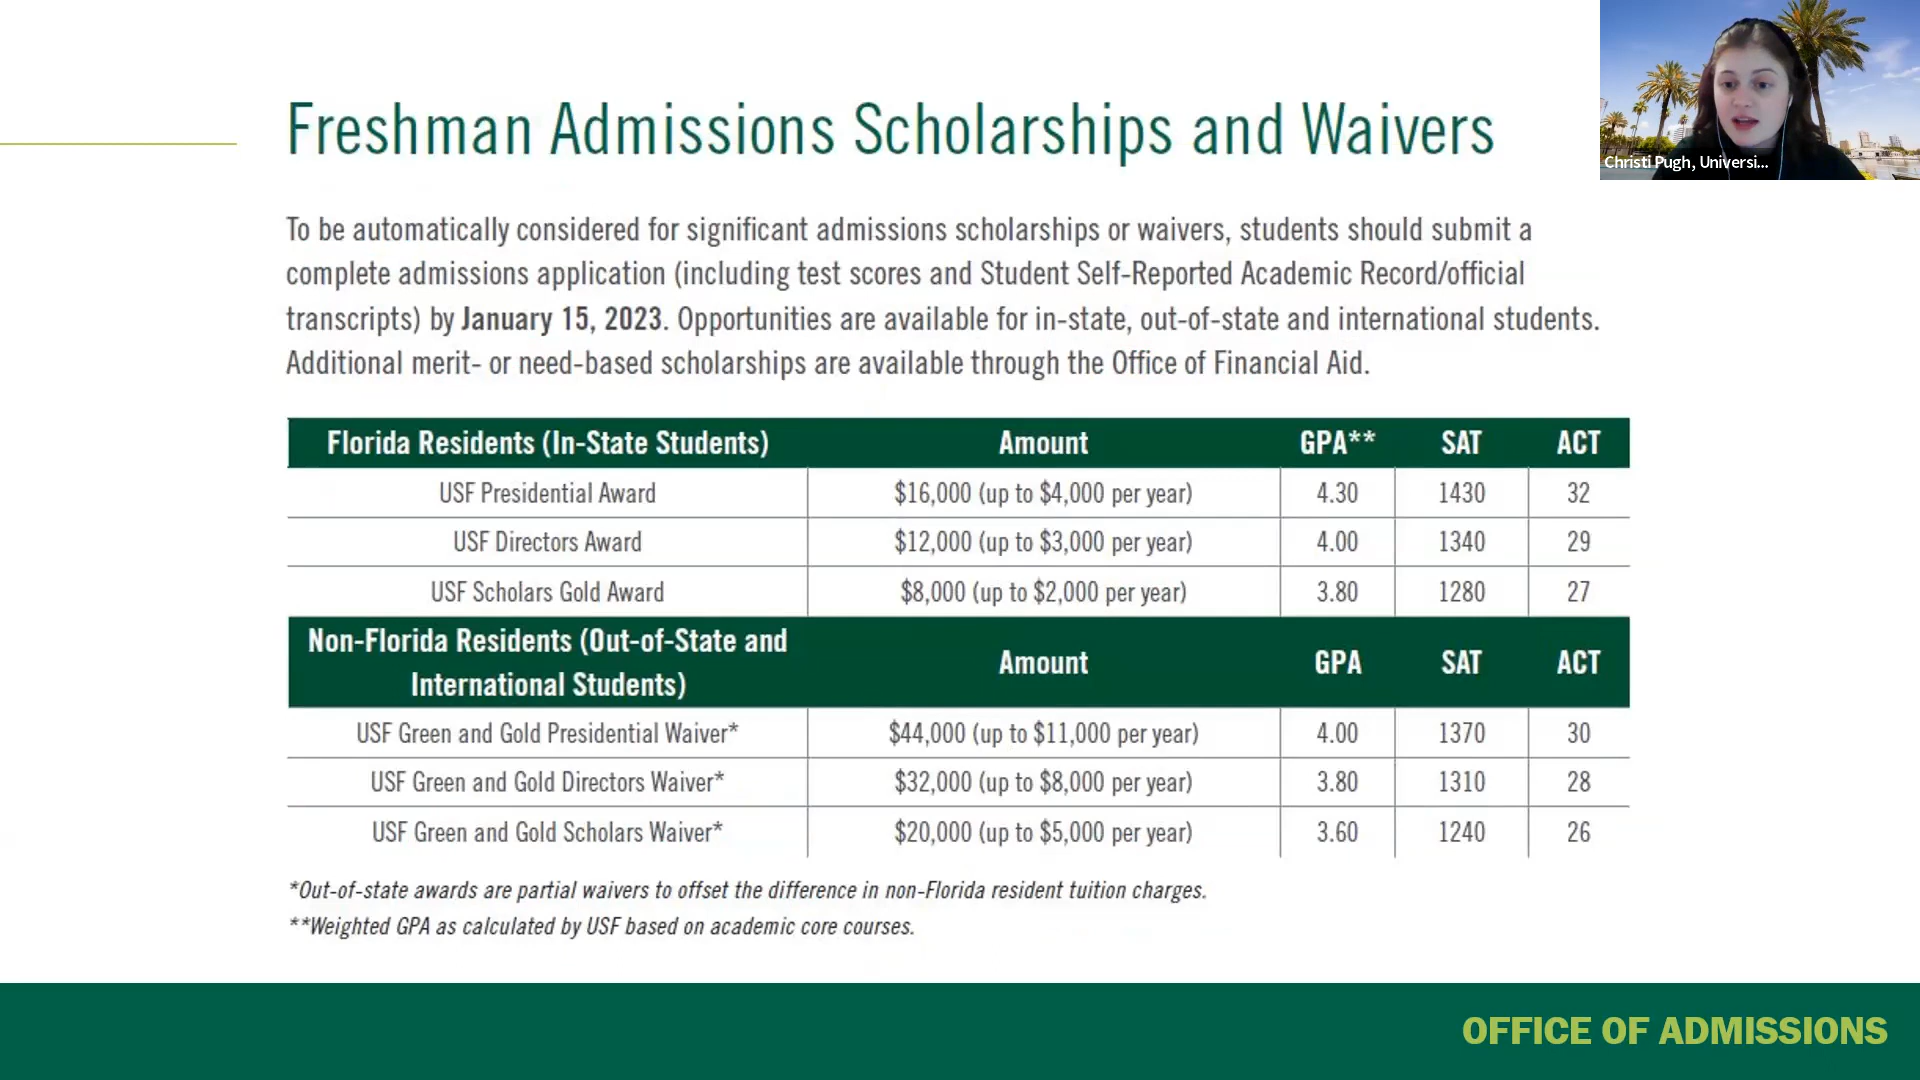 Freshman Admissions Scholarships and Waivers
Christi Pugh, Universi...
To be automatically considered for significant admissions scholarships or waivers, students should submit a
complete admissions application (including test scores and Student Self-Reported Academic Record/official
transcripts) by January 15, 2023. Opportunities are available for in-state, out-of-state and international students.
Additional merit- or need-based scholarships are available through the Office of Financial Aid.
Florida Residents (In-State Students) Amount GPA** SAT ACT
USF Presidential Award $16,000 (up to $4,000 per year) 4.30 1430 32
USF Directors Award $12,000 (up to $3,000 per year) 4.00 1340 29
USF Scholars Gold Award $8,000 (up to $2,000 per year) 3.80 1280 27
Non-Florida Residents (Out-of-State and
International Students) Amount GPA SAT ACT
USF Green and Gold Presidential Waiver* $44,000 (up to $11,000 per year) 4.00 1370 30
USF Green and Gold Directors Waiver* $32,000 (up to $8,000 per year) 3.80 1310 28
USF Green and Gold Scholars Waiver* $20,000 (up to $5,000 per year) 3.60 1240 26
*Out-of-state awards are partial waivers to offset the difference in non-Florida resident tuition charges.
**Weighted GPA as calculated by USF based on academic core courses.
OFFICE OF ADMISSIONS